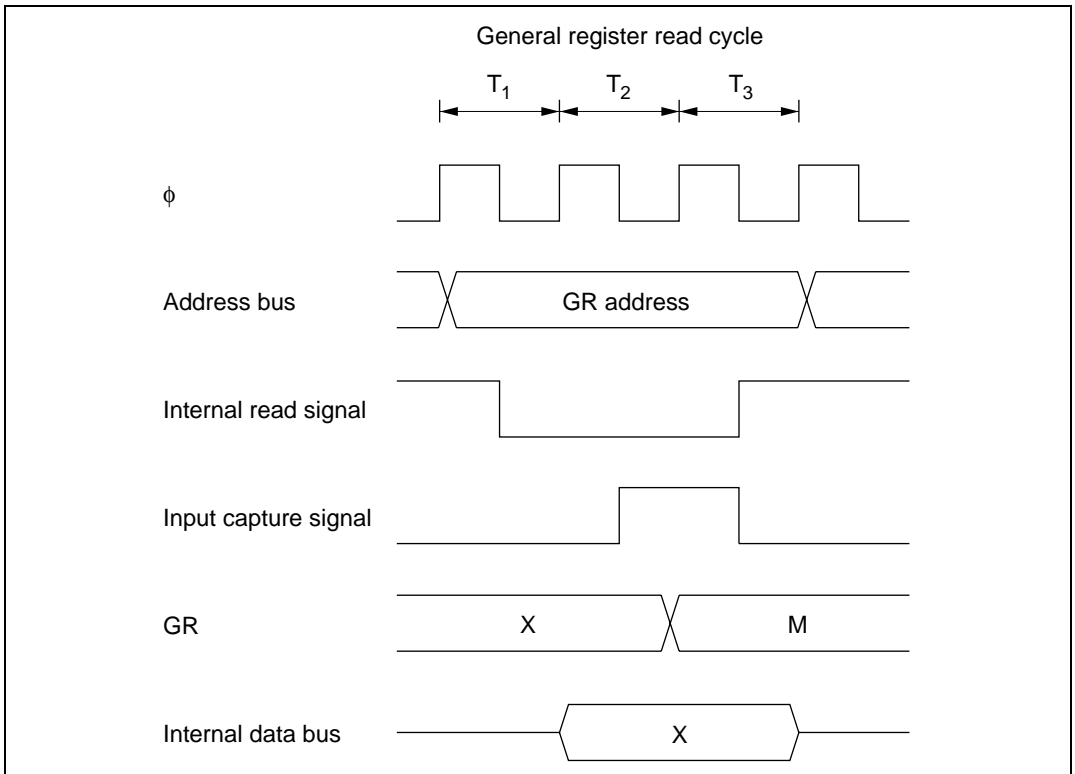 General register read cycle
T1 T2 T3
ϕ
Address bus GR address
Internal read signal
Input capture signal
GR X M
Internal data bus X